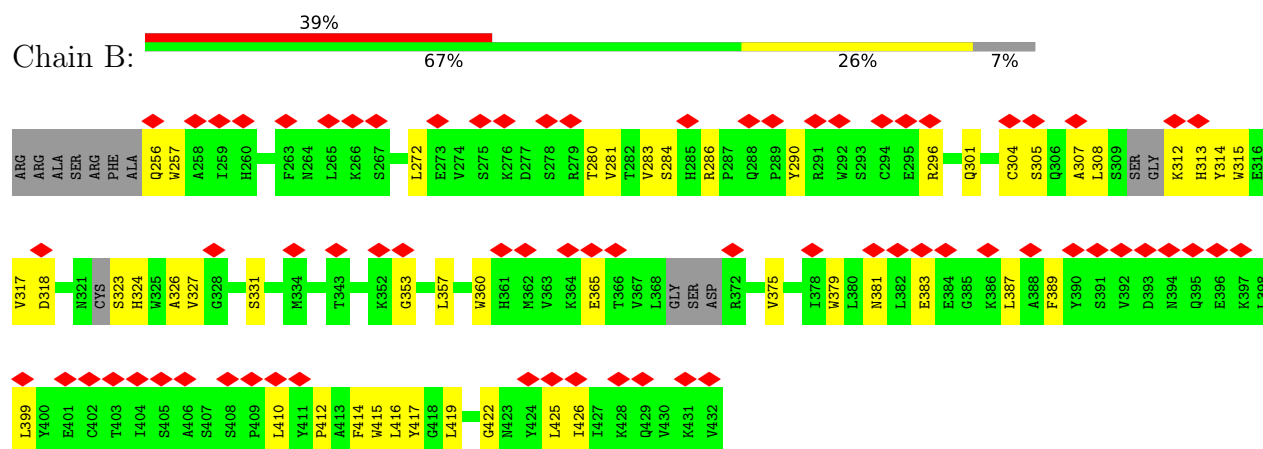 39%
Chain B:
67% 26% 7%
ARG ARG ALA SER ARG PHE ALA Q256 W257 A258 I259 H260 F263 N264 L265 K266 S267 L272 E273 V274 S275 K276 D277 S278 R279 T280 V281 T282 V283 S284 H285 R286 P287 Q288 P289 Y290 R291 W292 S293 C294 E295 R296 Q301 C304 S305 Q306 A307 L308 S309 SER GLY K312 H313 Y314 W315 E316
V317 D318 N321 CYS S323 H324 W325 A326 V327 G328 S331 M334 T343 K352 G353 L357 W360 H361 M362 V363 K364 E365 T366 V367 L368 GLY SER ASP R372 V375 I378 W379 L380 N381 L382 E383 E384 G385 K386 L387 A388 F389 Y390 S391 V392 D393 N394 Q395 E396 K397 L398
L399 Y400 E401 C402 T403 I404 S405 A406 S407 S408 P409 L410 Y411 P412 A413 F414 W415 L416 Y417 G418 L419 G422 N423 Y424 L425 I426 I427 K428 Q429 V430 K431 V432